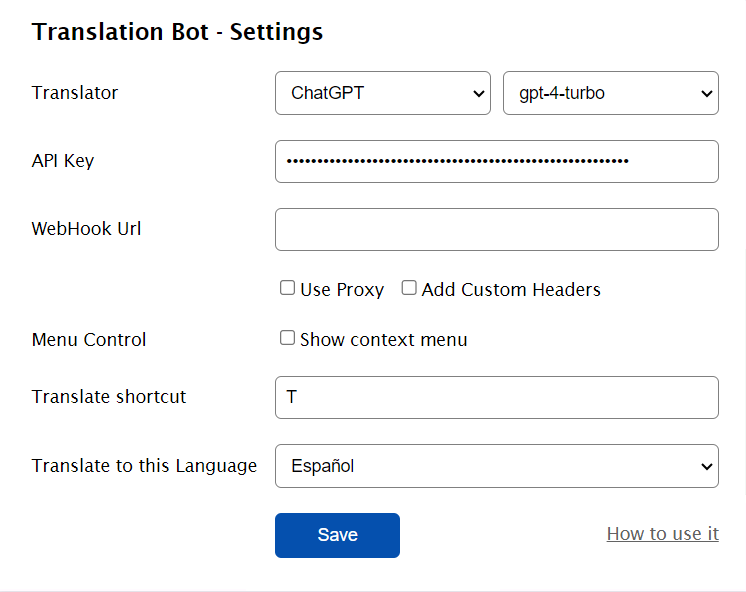 Translation Bot - Settings
Translator ChatGPT gpt-4-turbo
API Key ••••••••••••••••••••••••••••••••••••••••••••••••••••••••
WebHook Url
Use Proxy Add Custom Headers
Menu Control Show context menu
Translate shortcut T
Translate to this Language Español
Save How to use it